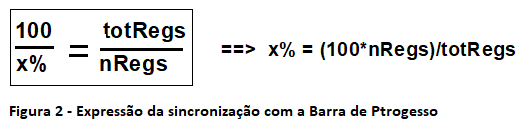 100/x% = totRegs/nRegs ==> x% = (100*nRegs)/totRegs
Figura 2 - Expressão da sincronização com a Barra de Ptrogesso